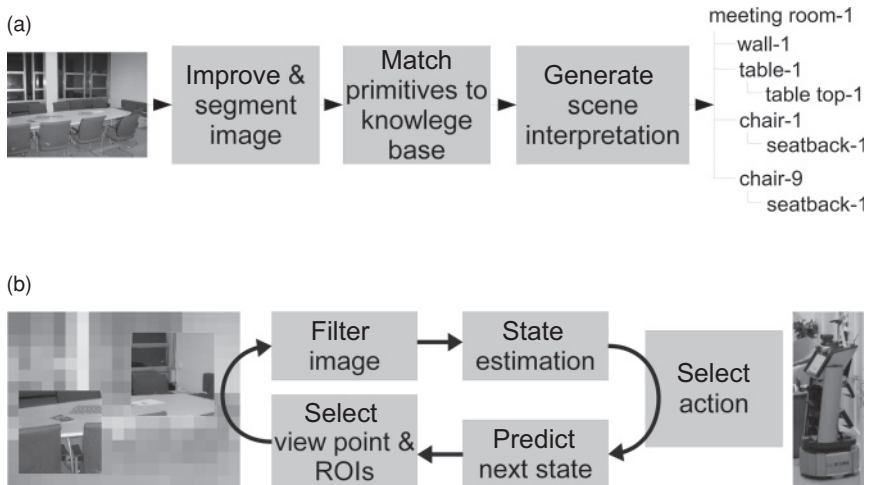 (a)
Improve &
segment
image
Match
primitives to
knowlege
base
Generate
scene
interpretation
meeting room-1
wall-1
table-1
table top-1
chair-1
seatback-1
chair-9
seatback-1
(b)
Filter
image
State
estimation
Select
action
Select
view point &
ROIs
Predict
next state